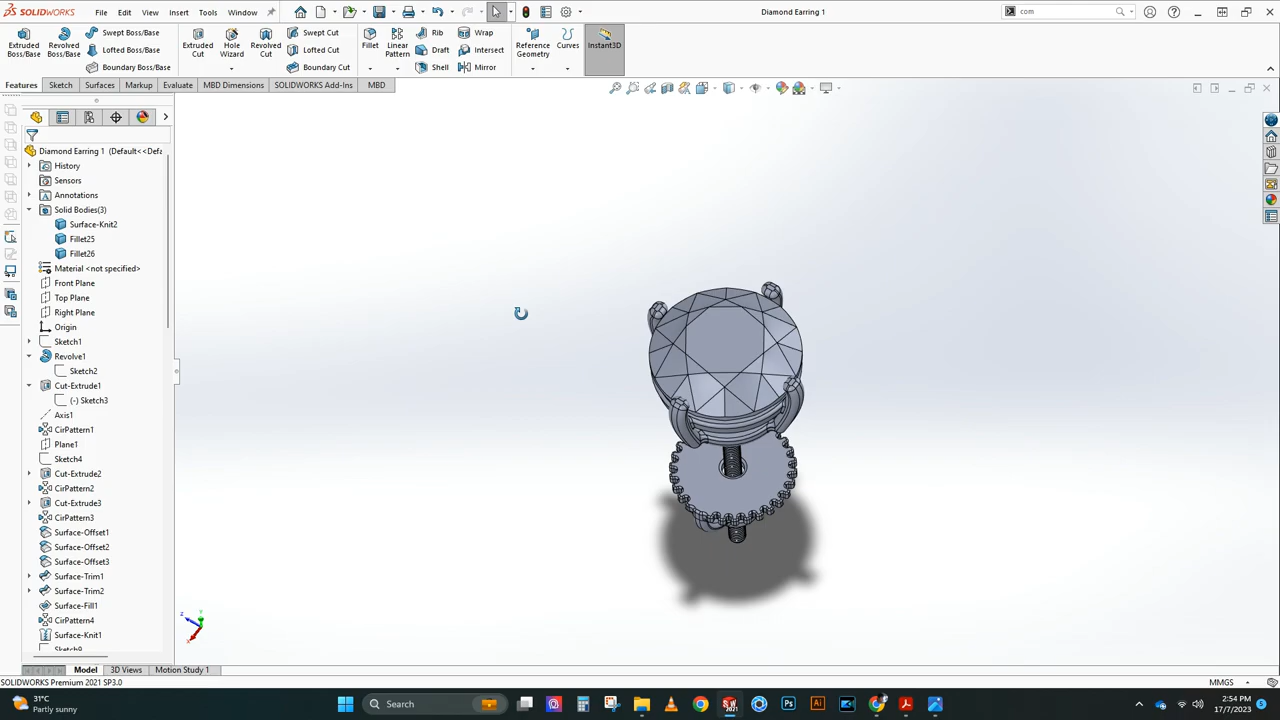 SOLIDWORKS File Edit View Insert Tools Window Diamond Earring 1 com
Extruded Boss/Base Revolved Boss/Base Swept Boss/Base Lofted Boss/Base Boundary Boss/Base Extruded Cut Hole Wizard Revolved Cut Swept Cut Lofted Cut Boundary Cut Fillet Linear Pattern Rib Draft Shell Wrap Intersect Mirror Reference Geometry Curves Instant3D
Features Sketch Surfaces Markup Evaluate MBD Dimensions SOLIDWORKS Add-Ins MBD
Diamond Earring 1 (Default<<Defa
History
Sensors
Annotations
Solid Bodies(3)
Surface-Knit2
Fillet25
Fillet26
Material <not specified>
Front Plane
Top Plane
Right Plane
Origin
Sketch1
Revolve1
Sketch2
Cut-Extrude1
(-) Sketch3
Axis1
CirPattern1
Plane1
Sketch4
Cut-Extrude2
CirPattern2
Cut-Extrude3
CirPattern3
Surface-Offset1
Surface-Offset2
Surface-Offset3
Surface-Trim1
Surface-Trim2
Surface-Fill1
CirPattern4
Surface-Knit1
Sketch9
Model 3D Views Motion Study 1
SOLIDWORKS Premium 2021 SP3.0 MMGS
31°C
Partly sunny
Search
2:54 PM
17/7/2023